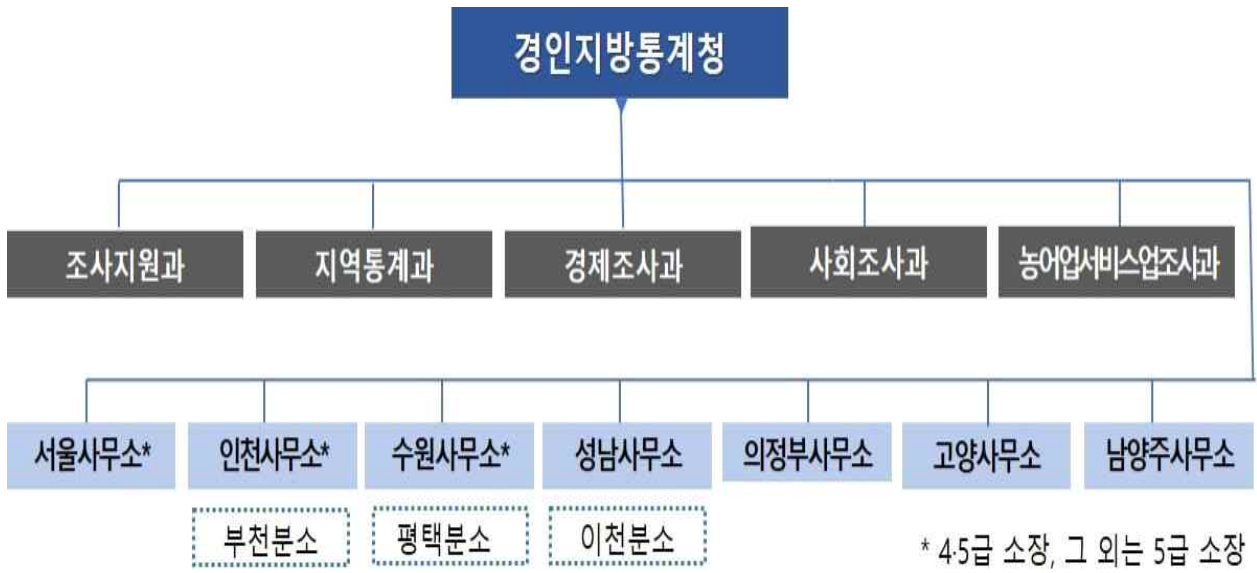 경인지방통계청
조사지원과
지역통계과
경제조사과
사회조사과
농어업서비스업조사과
서울사무소*
인천사무소*
수원사무소*
성남사무소
의정부사무소
고양사무소
남양주사무소
부천분소
평택분소
이천분소
* 4·5급 소장, 그 외는 5급 소장